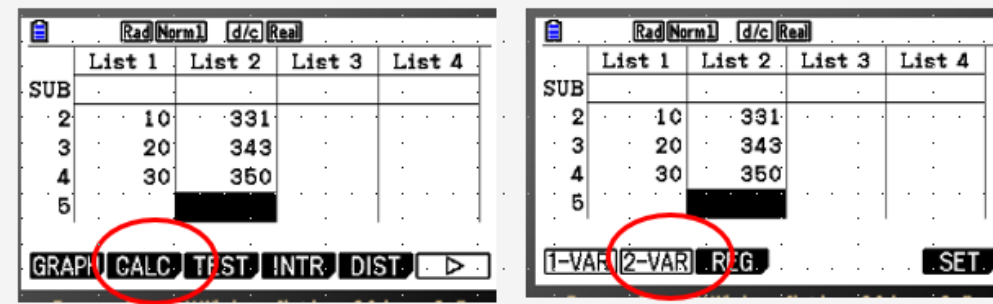 Rad Norm1 d/c Real
List 1 List 2 List 3 List 4
SUB
2 10 331
3 20 343
4 30 350
5
GRAPH CALC TEST INTR DIST ▷
Rad Norm1 d/c Real
List 1 List 2 List 3 List 4
SUB
2 10 331
3 20 343
4 30 350
5
1-VAR 2-VAR REG SET